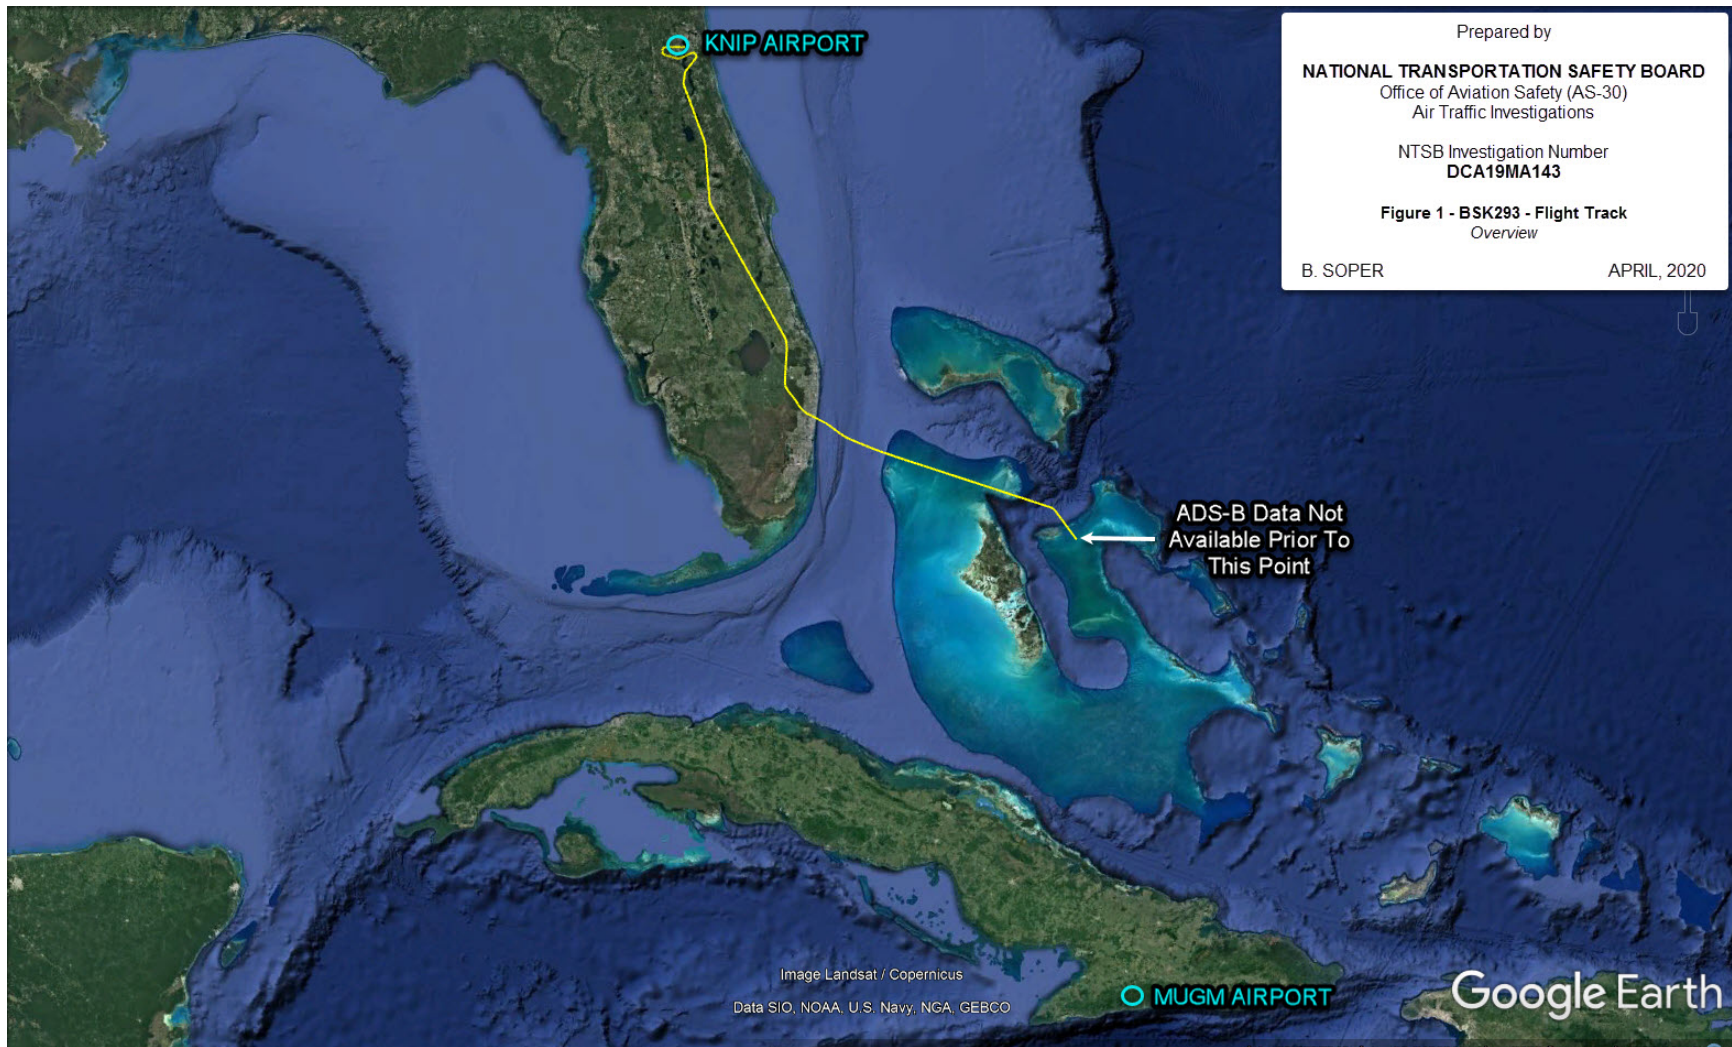 KNIP AIRPORT
Prepared by
NATIONAL TRANSPORTATION SAFETY BOARD
Office of Aviation Safety (AS-30)
Air Traffic Investigations
NTSB Investigation Number
DCA19MA143
Figure 1 - BSK293 - Flight Track
Overview
B. SOPER APRIL, 2020
ADS-B Data Not
Available Prior To
This Point
Image Landsat / Copernicus
Data SIO, NOAA, U.S. Navy, NGA, GEBCO
MUGM AIRPORT
Google Earth